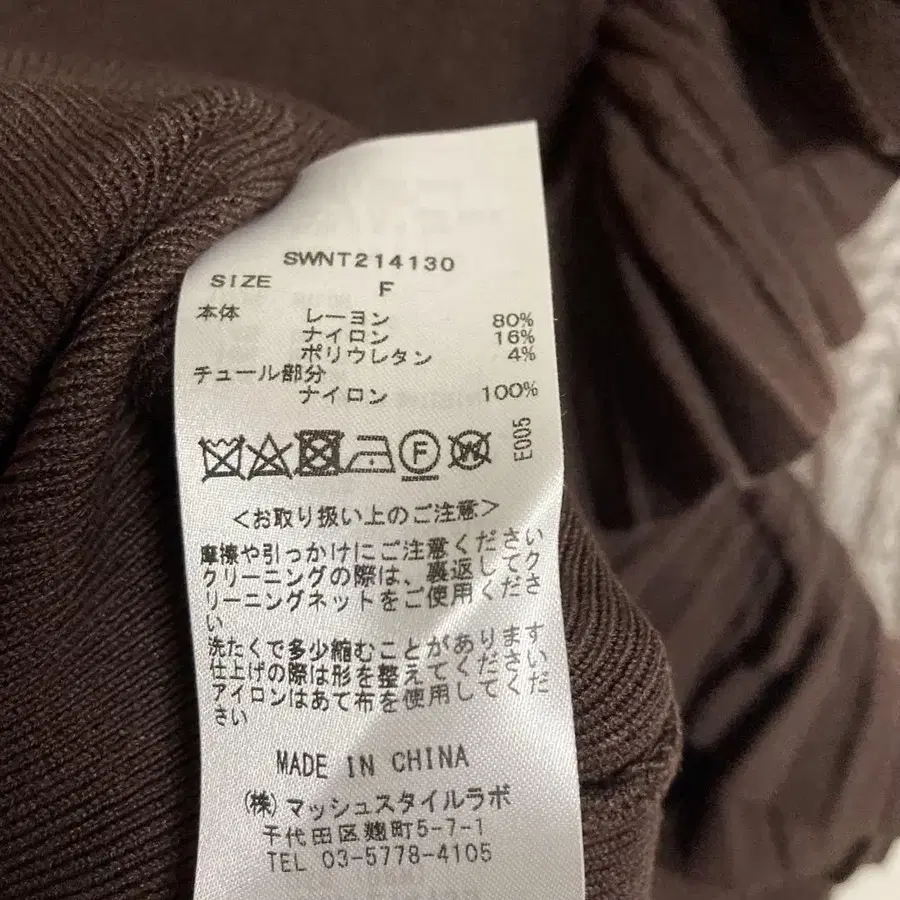 SWNT214130
SIZE F
本体 レーヨン 80%
ナイロン 16%
ポリウレタン 4%
チュール部分
ナイロン 100%
F W E005
<お取り扱い上のご注意>
摩擦や引っかけにご注意ください
クリーニングの際は、裏返してク
リーニングネットをご使用くださ
い
洗たくで多少縮むことがあります
仕上げの際は形を整えてください
アイロンはあて布を使用してくだ
さい
MADE IN CHINA
(株)マッシュスタイルラボ
千代田区麹町5-7-1
TEL 03-5778-4105